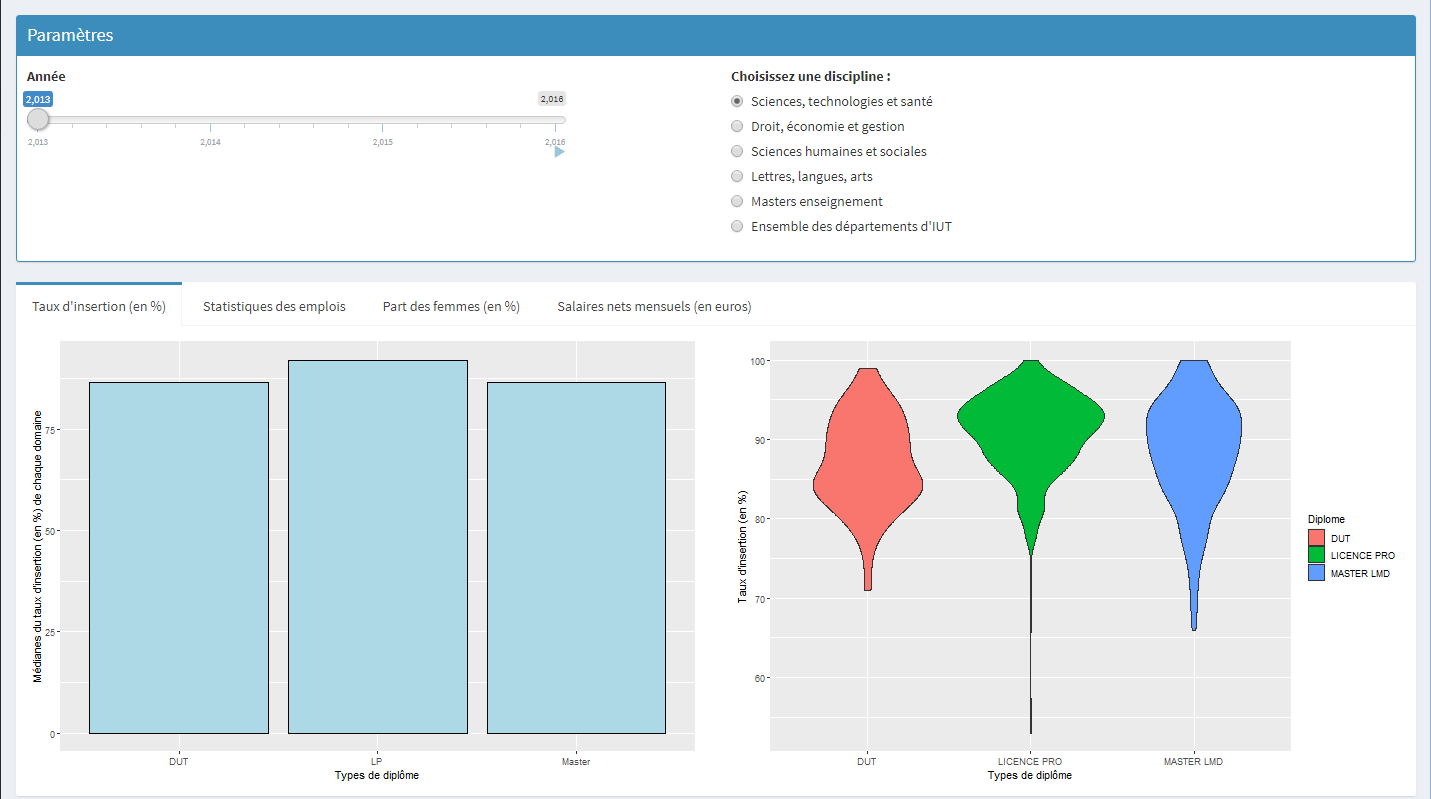 Paramètres
Année
2,013
2,016
2,013
2,014
2,015
2,016
Choisissez une discipline :
Sciences, technologies et santé
Droit, économie et gestion
Sciences humaines et sociales
Lettres, langues, arts
Masters enseignement
Ensemble des départements d'IUT
Taux d'insertion (en %)
Statistiques des emplois
Part des femmes (en %)
Salaires nets mensuels (en euros)
Médianes du taux d'insertion (en %) de chaque domaine
75
50
25
0
DUT
LP
Master
Types de diplôme
Taux d'insertion (en %)
100
90
80
70
60
DUT
LICENCE PRO
MASTER LMD
Types de diplôme
Diplome
DUT
LICENCE PRO
MASTER LMD